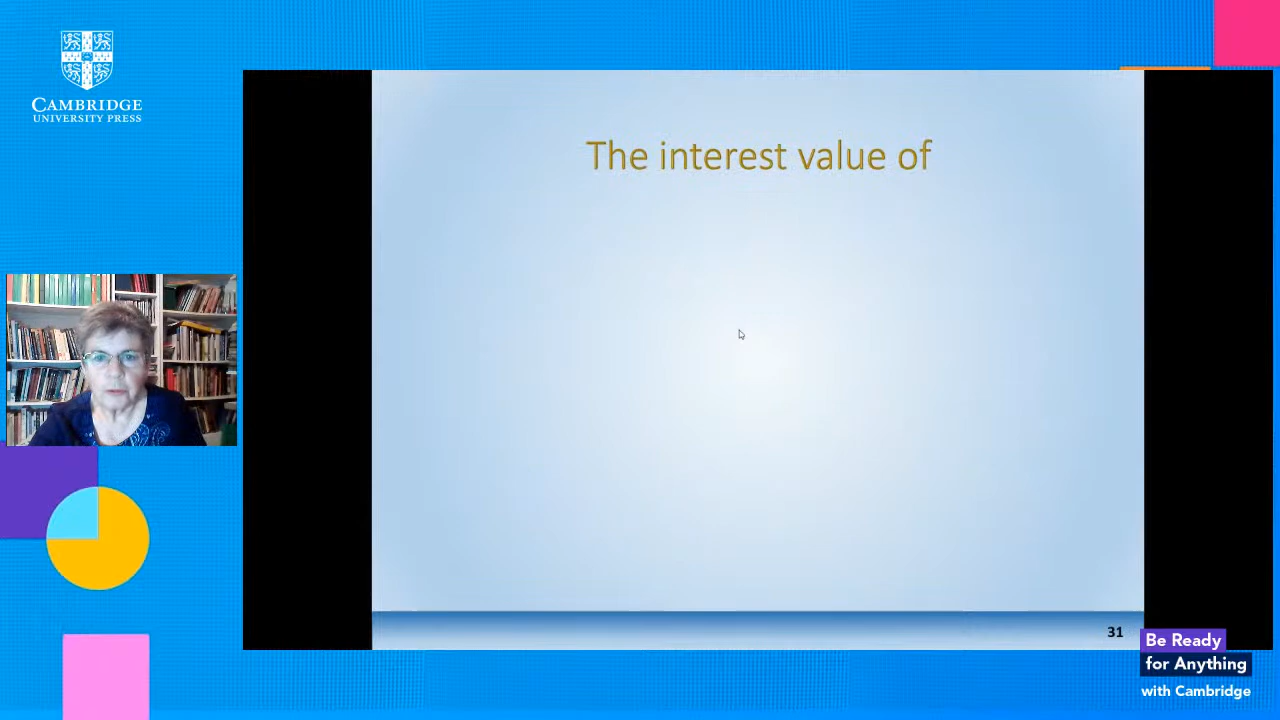 CAMBRIDGE
UNIVERSITY PRESS
The interest value of
31
Be Ready
for Anything
with Cambridge